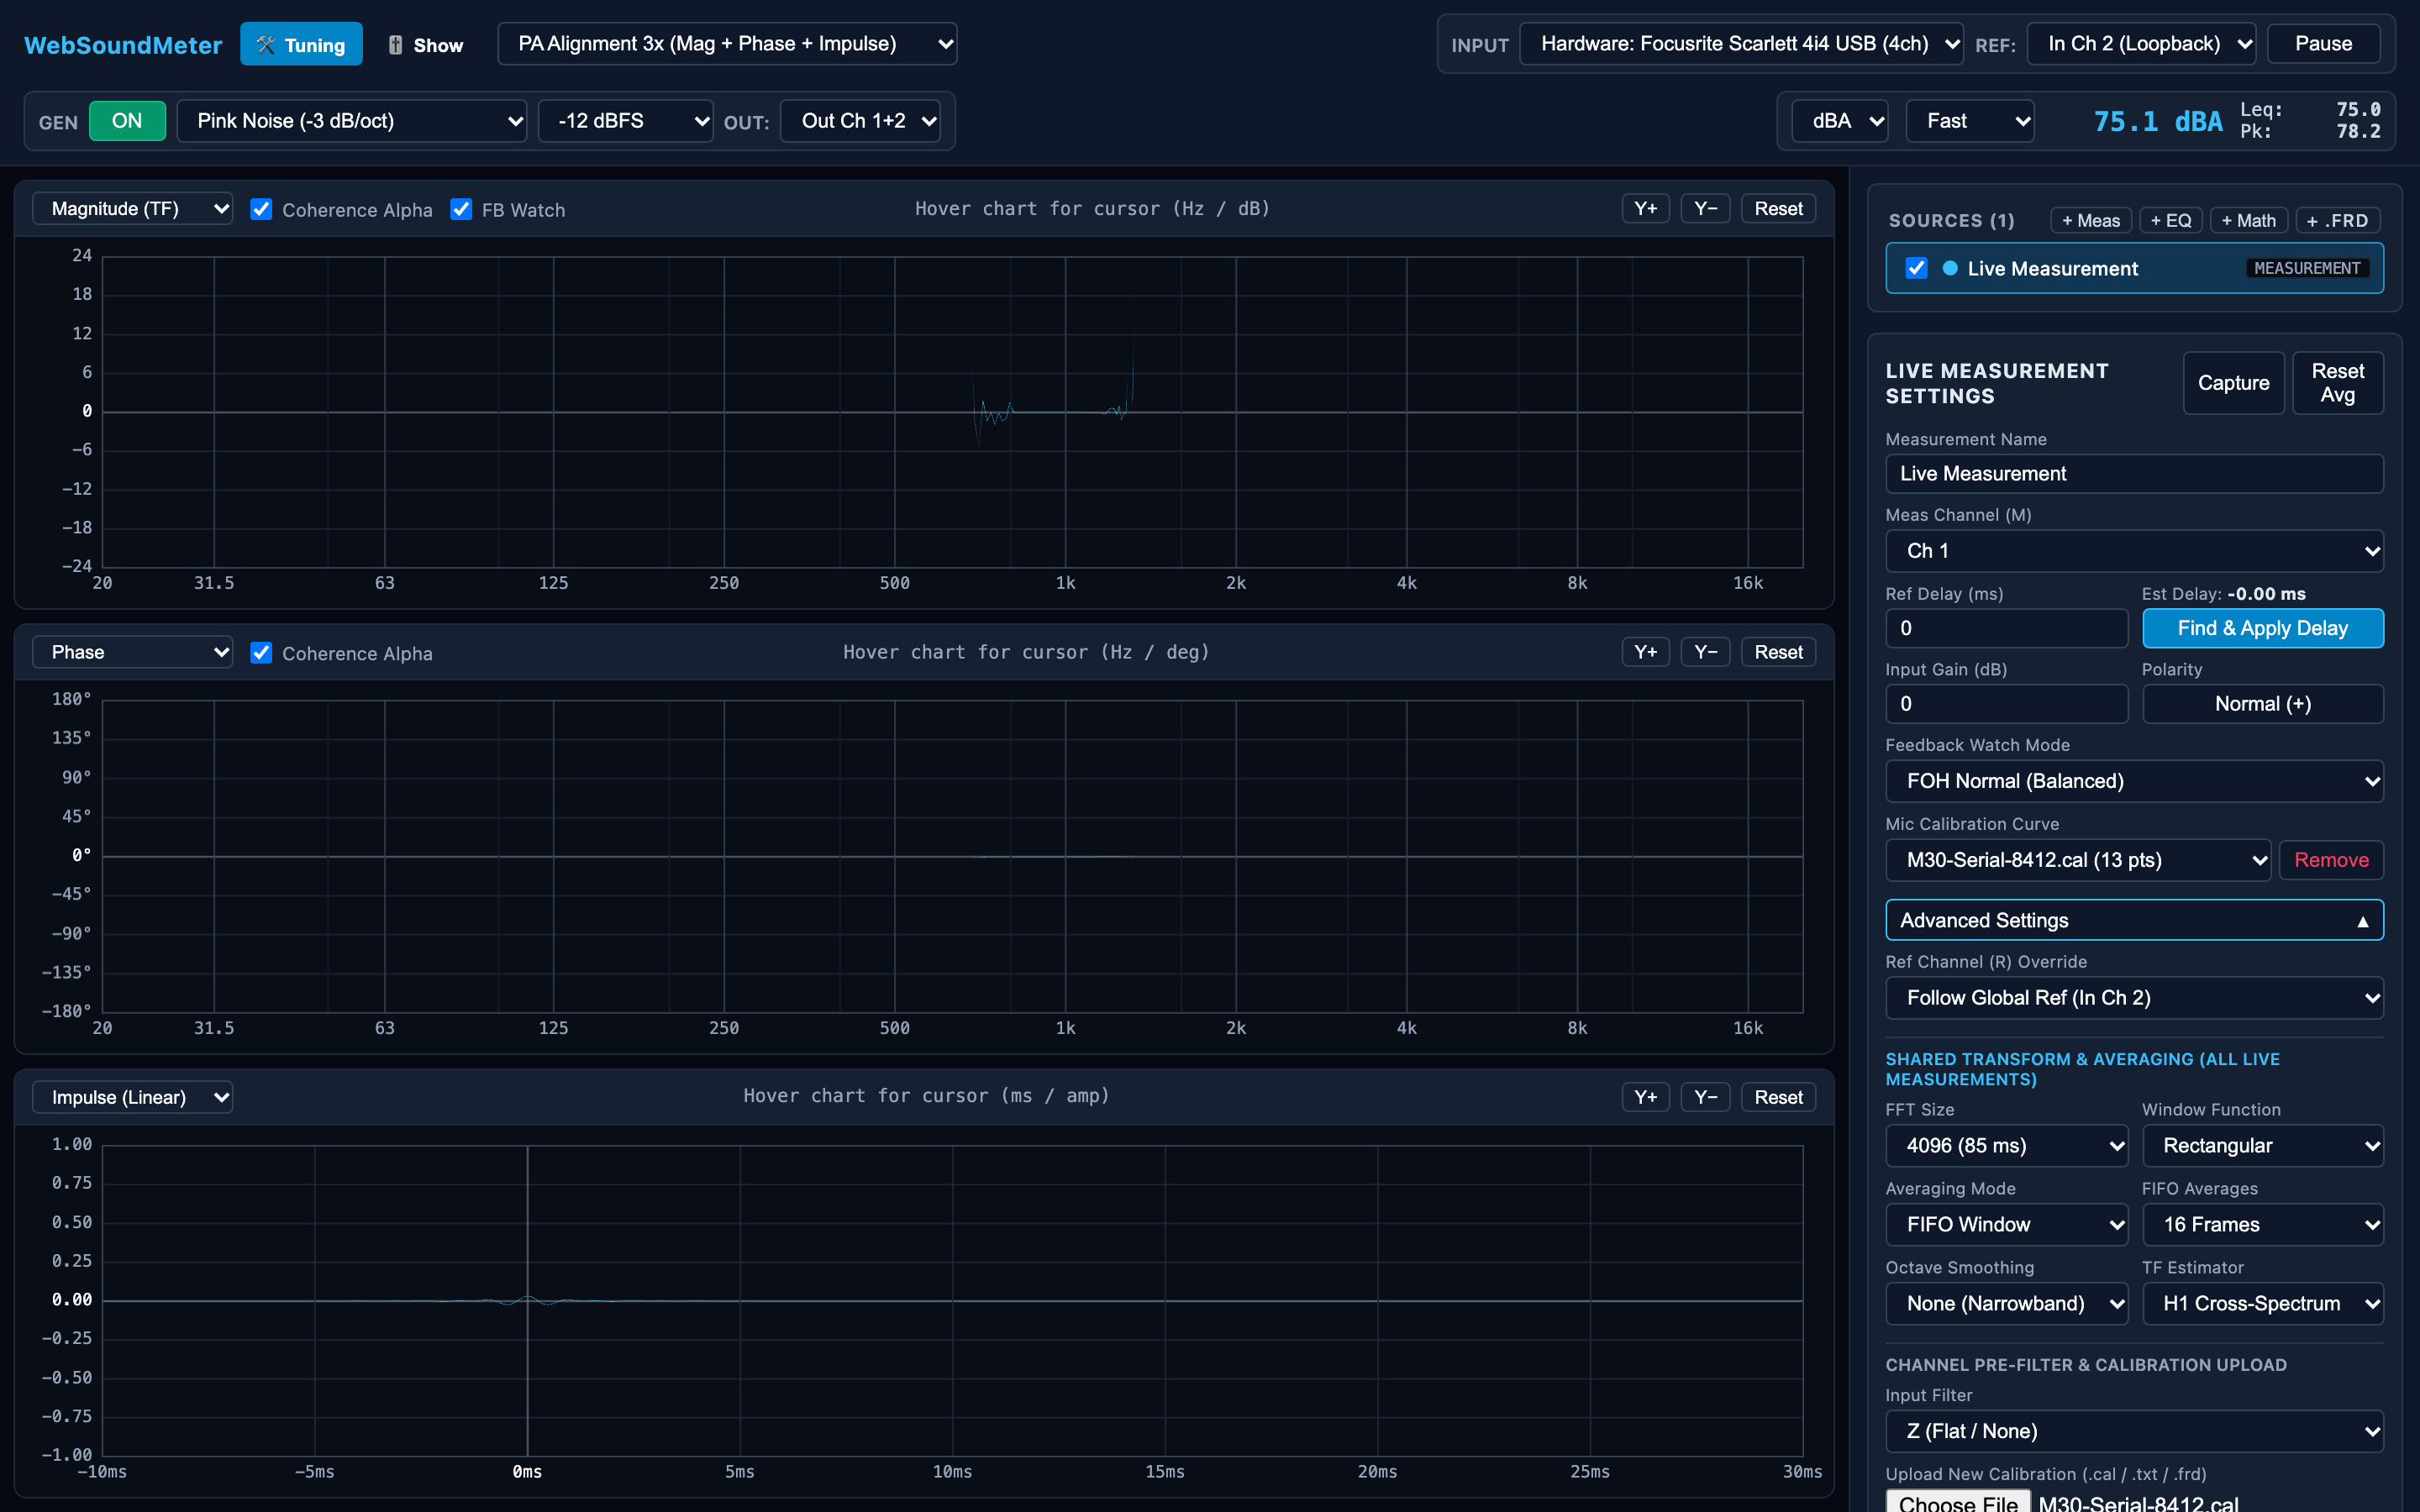 WebSoundMeter
🛠️ Tuning
🎚️ Show
PA Alignment 3x (Mag + Phase + Impulse)
INPUT Hardware: Focusrite Scarlett 4i4 USB (4ch) REF: In Ch 2 (Loopback) Pause
GEN ON Pink Noise (-3 dB/oct) -12 dBFS OUT: Out Ch 1+2
dBA Fast 75.1 dBA
Leq: 75.0
Pk: 78.2
Magnitude (TF) Coherence Alpha FB Watch Hover chart for cursor (Hz / dB) Y+ Y− Reset
24
18
12
6
0
−6
−12
−18
−24
20 31.5 63 125 250 500 1k 2k 4k 8k 16k
Phase Coherence Alpha Hover chart for cursor (Hz / deg) Y+ Y− Reset
180°
135°
90°
45°
0°
−45°
−90°
−135°
−180°
20 31.5 63 125 250 500 1k 2k 4k 8k 16k
Impulse (Linear) Hover chart for cursor (ms / amp) Y+ Y− Reset
1.00
0.75
0.50
0.25
0.00
−0.25
−0.50
−0.75
−1.00
−10ms −5ms 0ms 5ms 10ms 15ms 20ms 25ms 30ms
SOURCES (1) + Meas + EQ + Math + .FRD
Live Measurement MEASUREMENT
LIVE MEASUREMENT
SETTINGS
Capture
Reset
Avg
Measurement Name
Live Measurement
Meas Channel (M)
Ch 1
Ref Delay (ms) Est Delay: -0.00 ms
0 Find & Apply Delay
Input Gain (dB) Polarity
0 Normal (+)
Feedback Watch Mode
FOH Normal (Balanced)
Mic Calibration Curve
M30-Serial-8412.cal (13 pts) Remove
Advanced Settings ▲
Ref Channel (R) Override
Follow Global Ref (In Ch 2)
SHARED TRANSFORM & AVERAGING (ALL LIVE
MEASUREMENTS)
FFT Size Window Function
4096 (85 ms) Rectangular
Averaging Mode FIFO Averages
FIFO Window 16 Frames
Octave Smoothing TF Estimator
None (Narrowband) H1 Cross-Spectrum
CHANNEL PRE-FILTER & CALIBRATION UPLOAD
Input Filter
Z (Flat / None)
Upload New Calibration (.cal / .txt / .frd)
Choose File M30-Serial-8412.cal